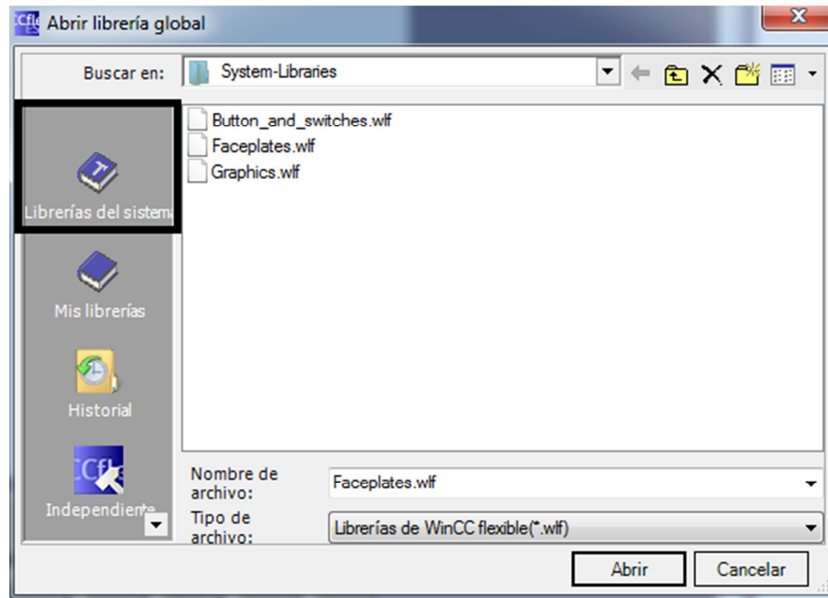 Abrir librería global
Buscar en:
System-Libraries
Button_and_switches.wlf
Faceplates.wlf
Graphics.wlf
Librerías del sistema
Mis librerías
Historial
Independiente
Nombre de
archivo:
Faceplates.wlf
Tipo de
archivo:
Librerías de WinCC flexible(*.wlf)
Abrir
Cancelar